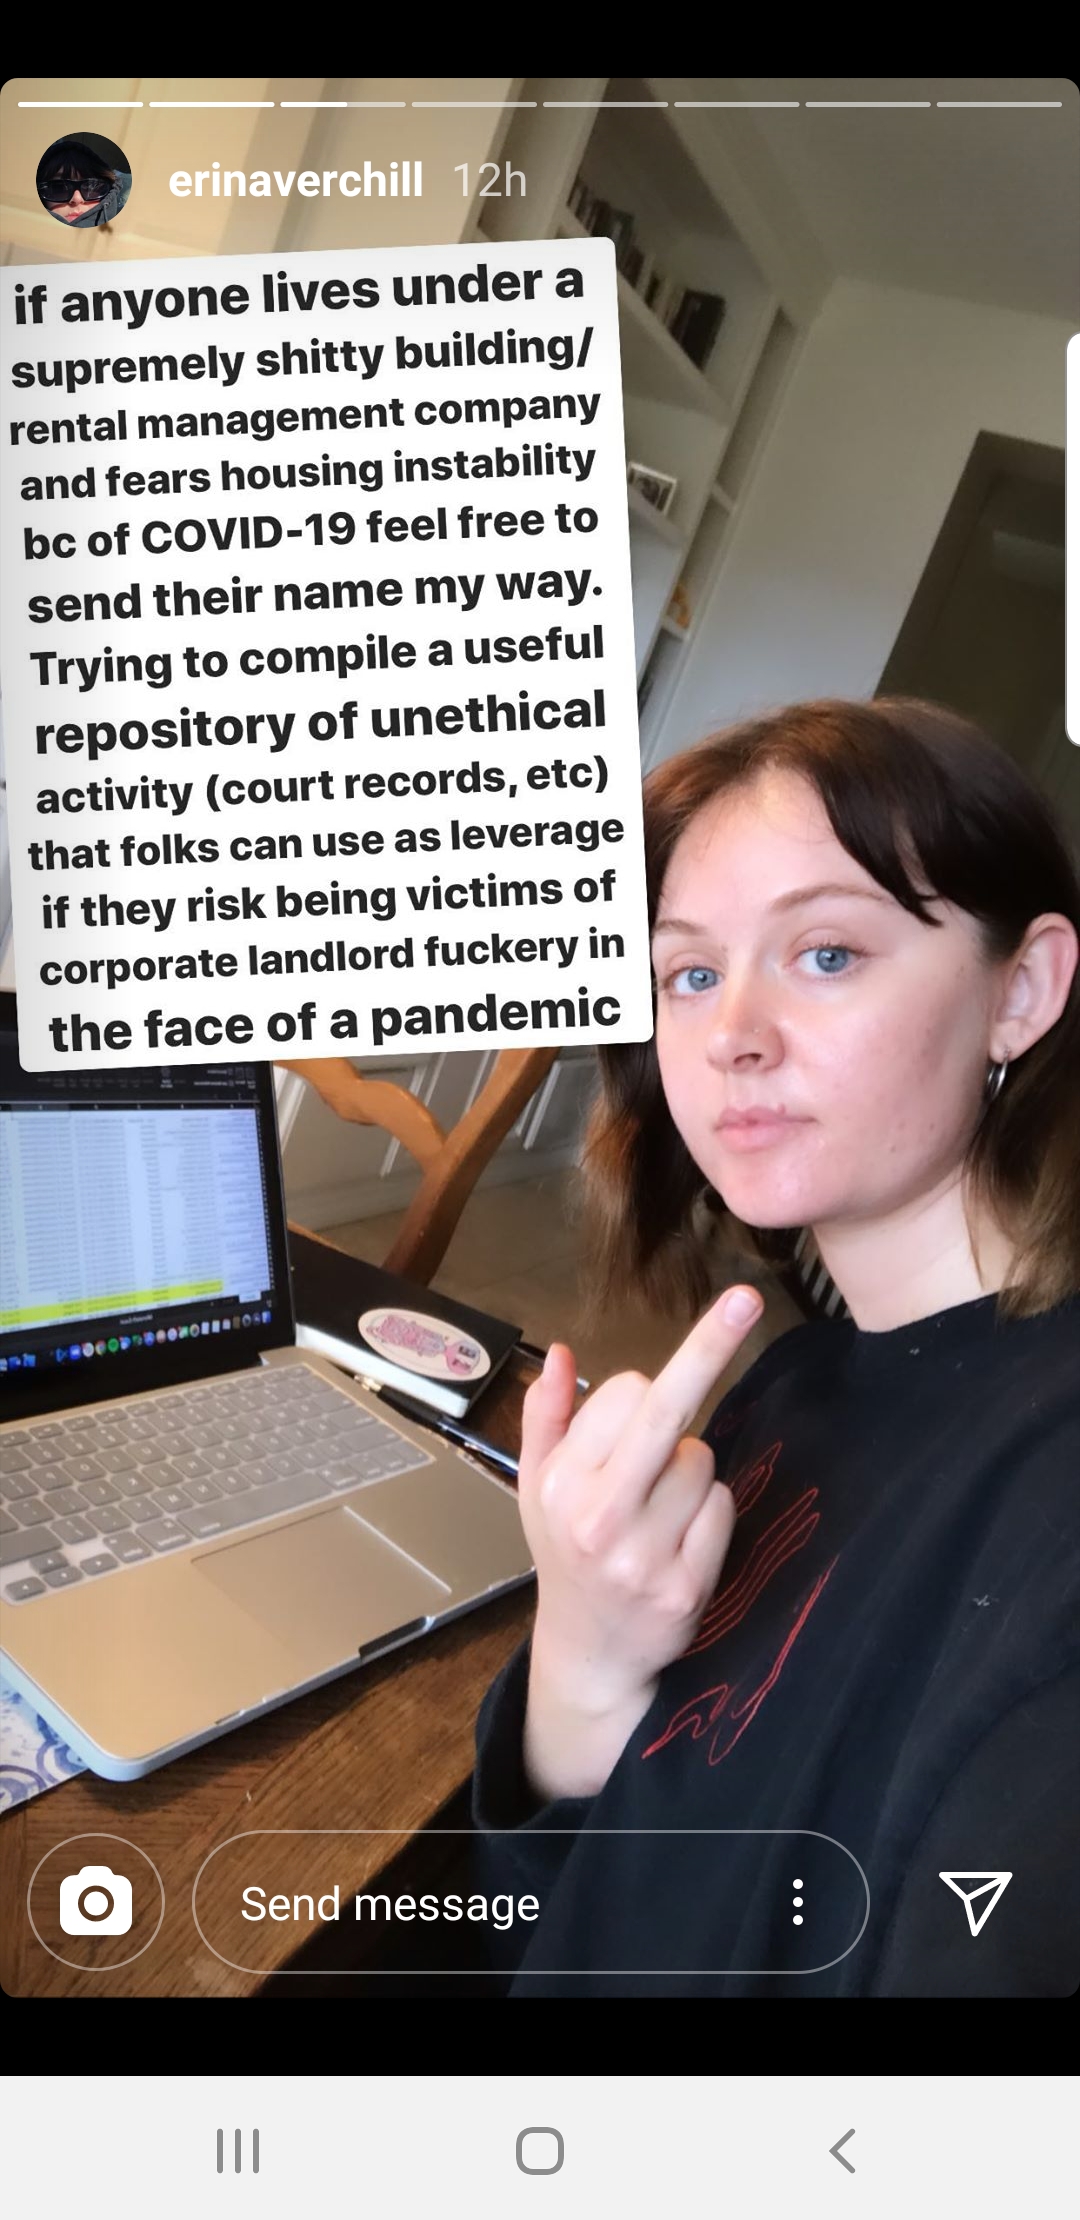 erinaverchill 12h
if anyone lives under a
supremely shitty building/
rental management company
and fears housing instability
bc of COVID-19 feel free to
send their name my way.
Trying to compile a useful
repository of unethical
activity (court records, etc)
that folks can use as leverage
if they risk being victims of
corporate landlord fuckery in
the face of a pandemic
Send message